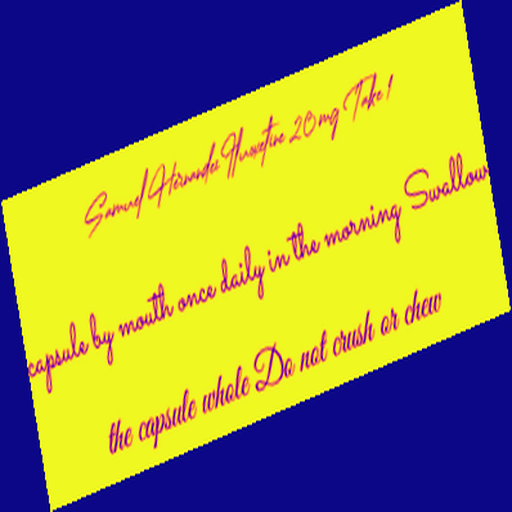 Samuel Hernandez Fluoxetine 20 mg Take 1
capsule by mouth once daily in the morning Swallow
the capsule whole Do not crush or chew